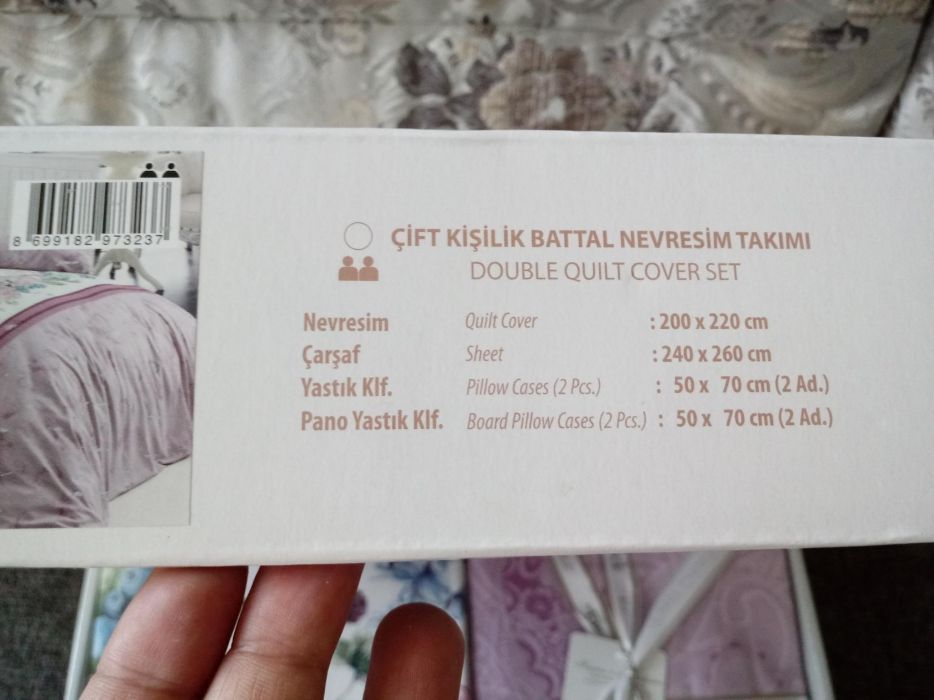 8 699182 973237
ÇİFT KİŞİLİK BATTAL NEVRESİM TAKIMI
DOUBLE QUILT COVER SET
Nevresim Quilt Cover : 200 x 220 cm
Çarşaf Sheet : 240 x 260 cm
Yastık Klf. Pillow Cases (2 Pcs.) : 50 x 70 cm (2 Ad.)
Pano Yastık Klf. Board Pillow Cases (2 Pcs.) : 50 x 70 cm (2 Ad.)